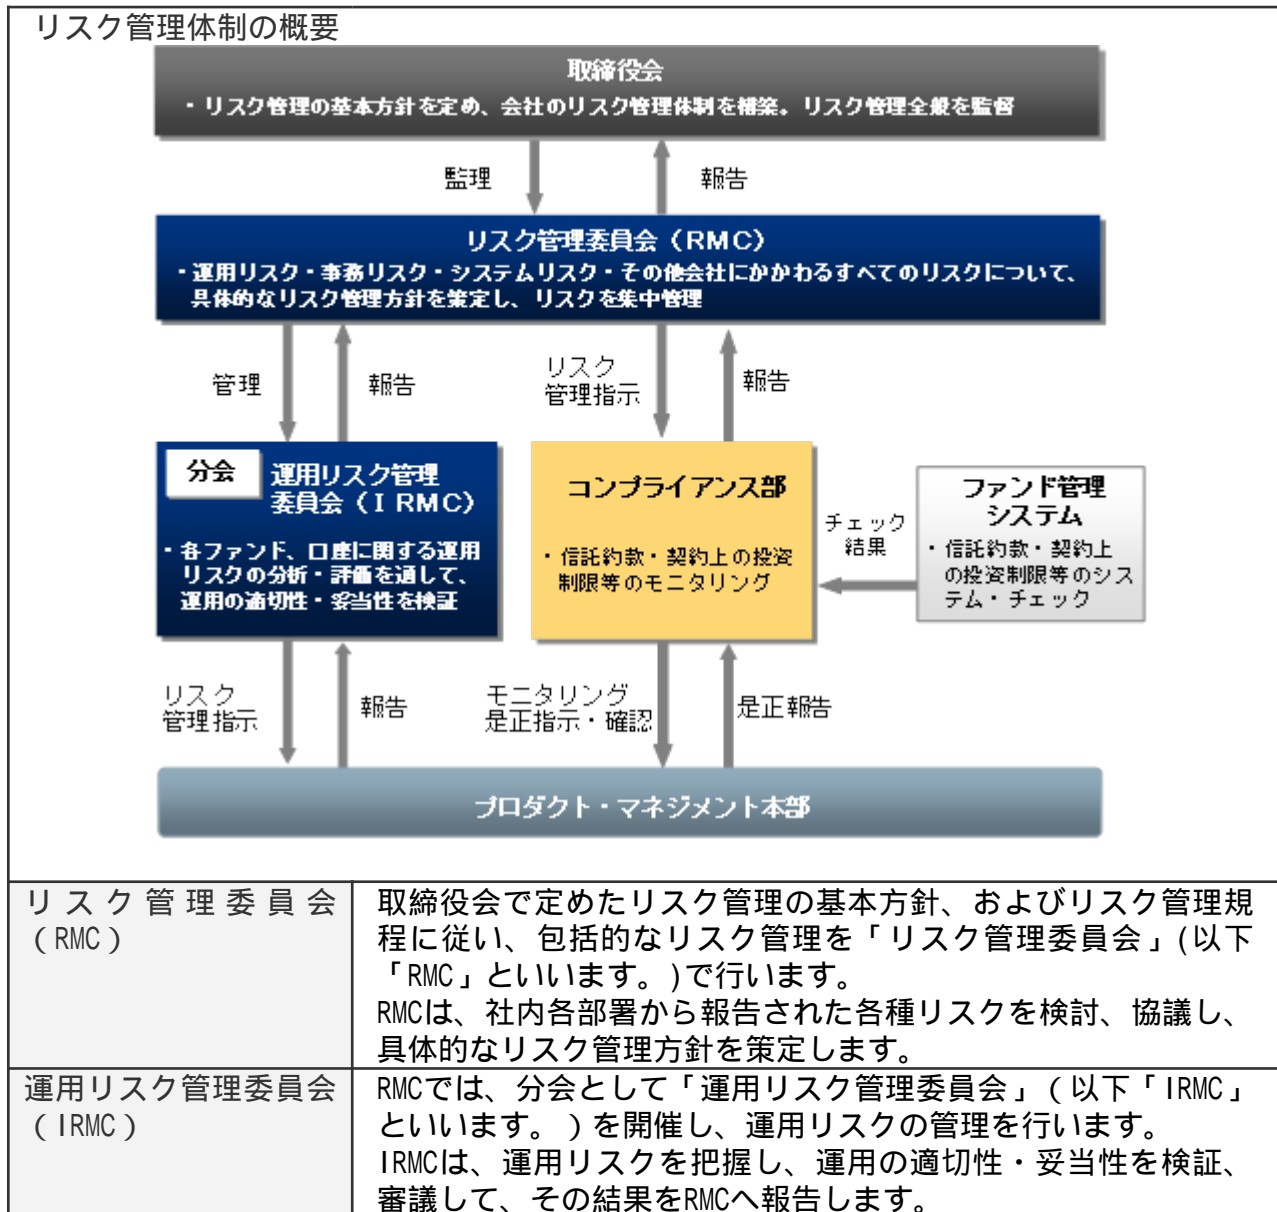 リスク管理体制の概要
取締役会
・リスク管理の基本方針を定め、会社のリスク管理体制を構築。リスク管理全般を監督
監理
報告
リスク管理委員会（RMC）
・運用リスク・事務リスク・システムリスク・その他会社にかかわるすべてのリスクについて、
具体的なリスク管理方針を策定し、リスクを集中管理
管理
報告
リスク
管理指示
報告
分会
運用リスク管理
委員会（IRMC）
・各ファンド、口座に関する運用
リスクの分析・評価を通して、
運用の適切性・妥当性を検証
コンプライアンス部
・信託約款・契約上の投資
制限等のモニタリング
チェック
結果
ファンド管理
システム
・信託約款・契約上
の投資制限等のシス
テム・チェック
リスク
管理指示
報告
モニタリング
是正指示・確認
是正報告
プロダクト・マネジメント本部
リスク管理委員会
（RMC）
取締役会で定めたリスク管理の基本方針、およびリスク管理規
程に従い、包括的なリスク管理を「リスク管理委員会」(以下
「RMC」といいます。)で行います。
RMCは、社内各部署から報告された各種リスクを検討、協議し、
具体的なリスク管理方針を策定します。
運用リスク管理委員会
（IRMC）
RMCでは、分会として「運用リスク管理委員会」（以下「IRMC」
といいます。）を開催し、運用リスクの管理を行います。
IRMCは、運用リスクを把握し、運用の適切性・妥当性を検証、
審議して、その結果をRMCへ報告します。